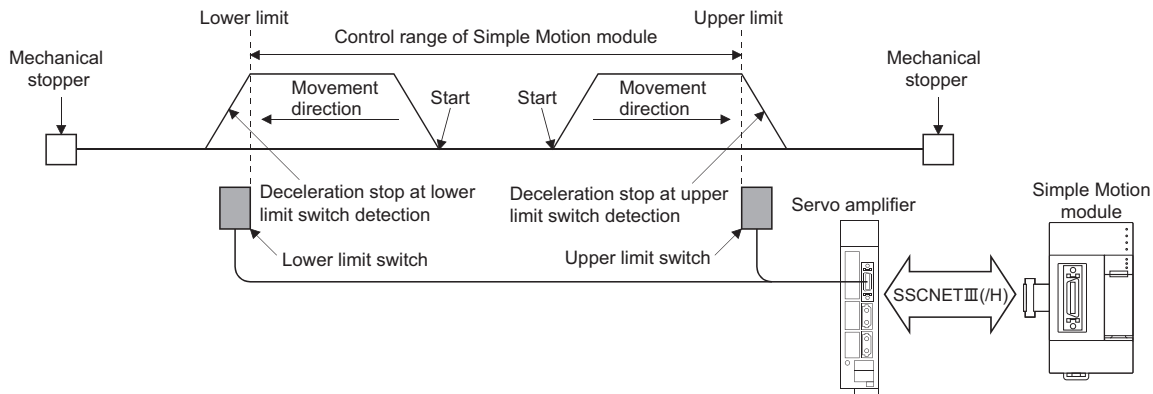 Lower limit
Upper limit
Control range of Simple Motion module
Mechanical
stopper
Mechanical
stopper
Movement
direction
Start
Start
Movement
direction
Deceleration stop at lower
limit switch detection
Deceleration stop at upper
limit switch detection
Simple Motion
module
Servo amplifier
Lower limit switch
Upper limit switch
SSCNETⅢ(/H)